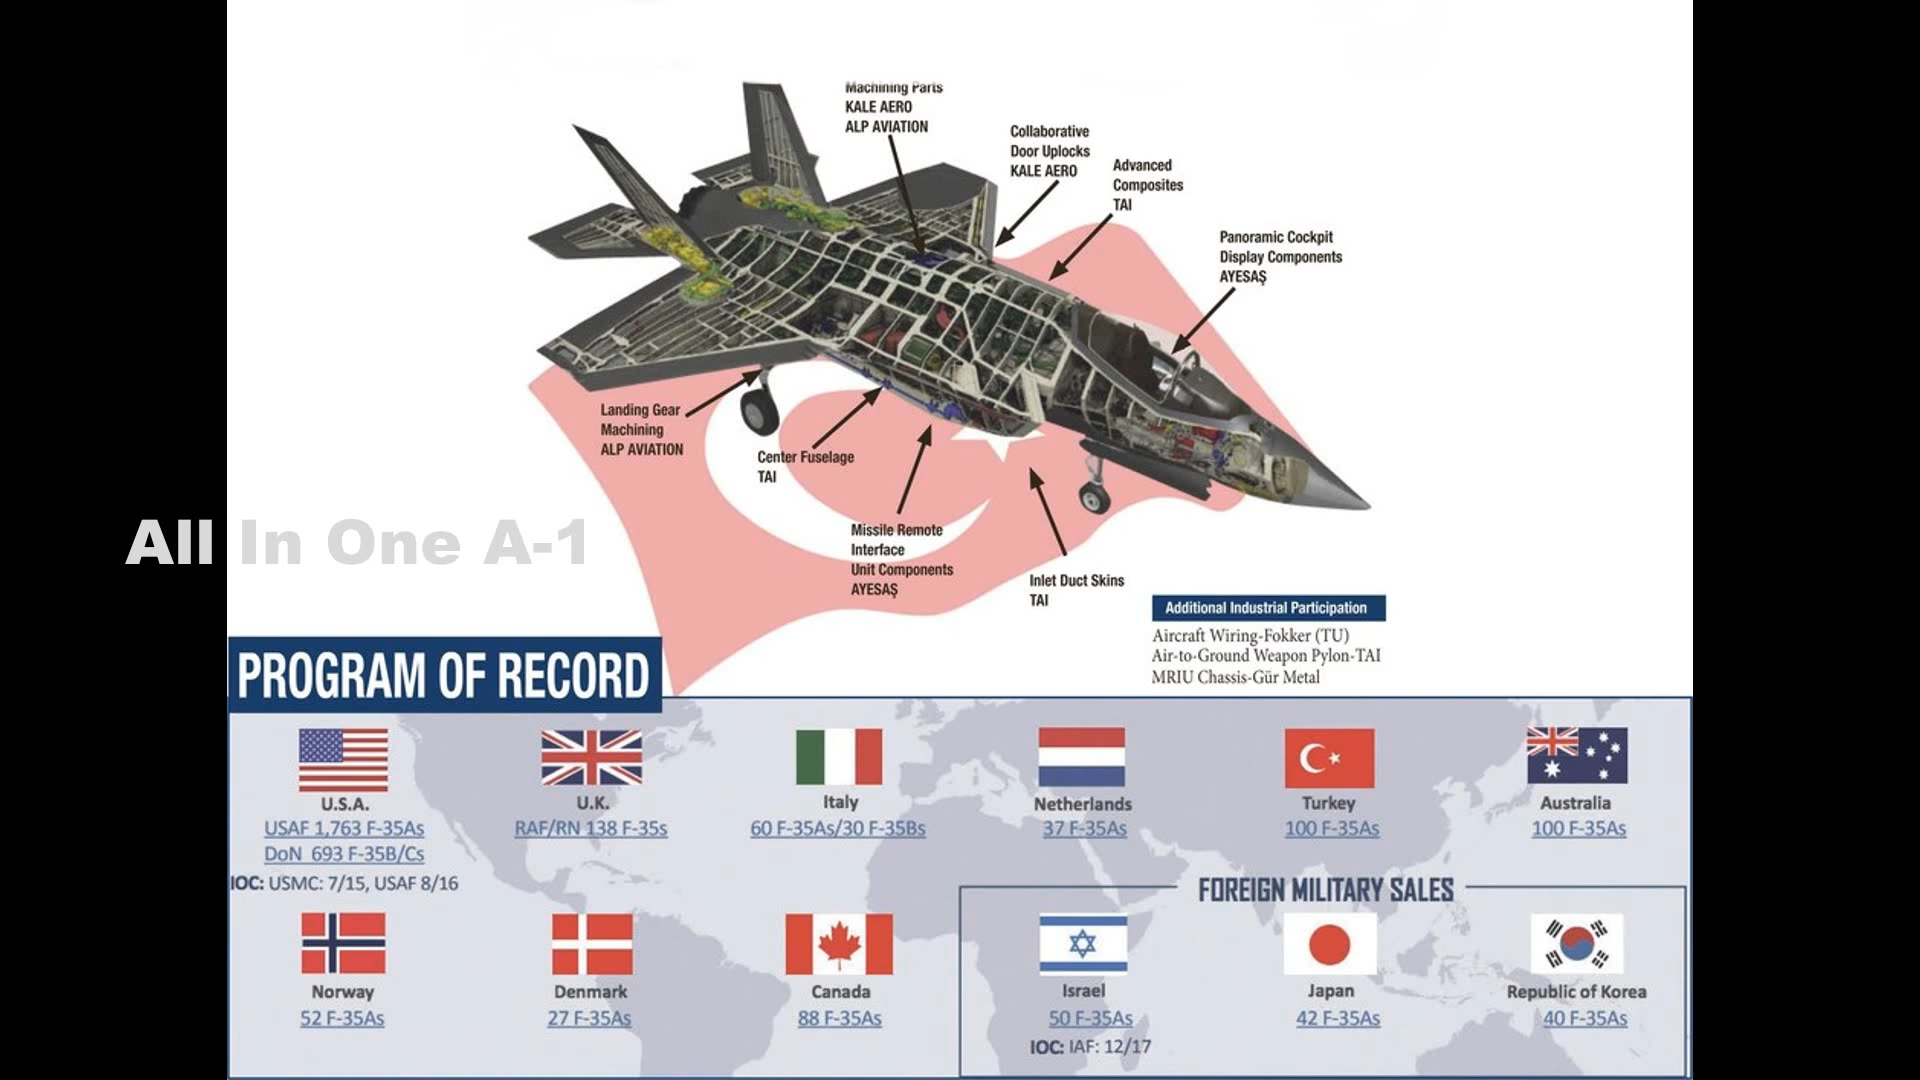 Machining Parts
KALE AERO
ALP AVIATION
Collaborative
Door Uplocks
KALE AERO
Advanced
Composites
TAI
Panoramic Cockpit
Display Components
AYESAŞ
Landing Gear
Machining
ALP AVIATION
Center Fuselage
TAI
Missile Remote
Interface
Unit Components
AYESAŞ
Inlet Duct Skins
TAI
All In One A-1
Additional Industrial Participation
Aircraft Wiring-Fokker (TU)
Air-to-Ground Weapon Pylon-TAI
MRIU Chassis-Gür Metal
PROGRAM OF RECORD
U.S.A.
USAF 1,763 F-35As
DoN 693 F-35B/Cs
IOC: USMC: 7/15, USAF 8/16
U.K.
RAF/RN 138 F-35s
Italy
60 F-35As/30 F-35Bs
Netherlands
37 F-35As
Turkey
100 F-35As
Australia
100 F-35As
Norway
52 F-35As
Denmark
27 F-35As
Canada
88 F-35As
FOREIGN MILITARY SALES
Israel
50 F-35As
IOC: IAF: 12/17
Japan
42 F-35As
Republic of Korea
40 F-35As